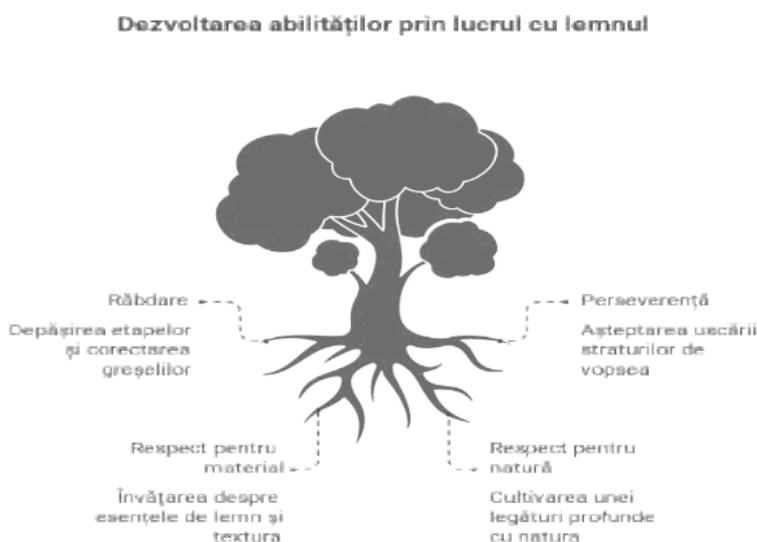 Dezvoltarea abilităților prin lucrul cu lemnul
Răbdare
Depășirea etapelor
și corectarea
greșelilor
Perseverență
Așteptarea uscării
straturilor de
vopsea
Respect pentru
material
Învățarea despre
esențele de lemn și
textura
Respect pentru
natură
Cultivarea unei
legături profunde
cu natura